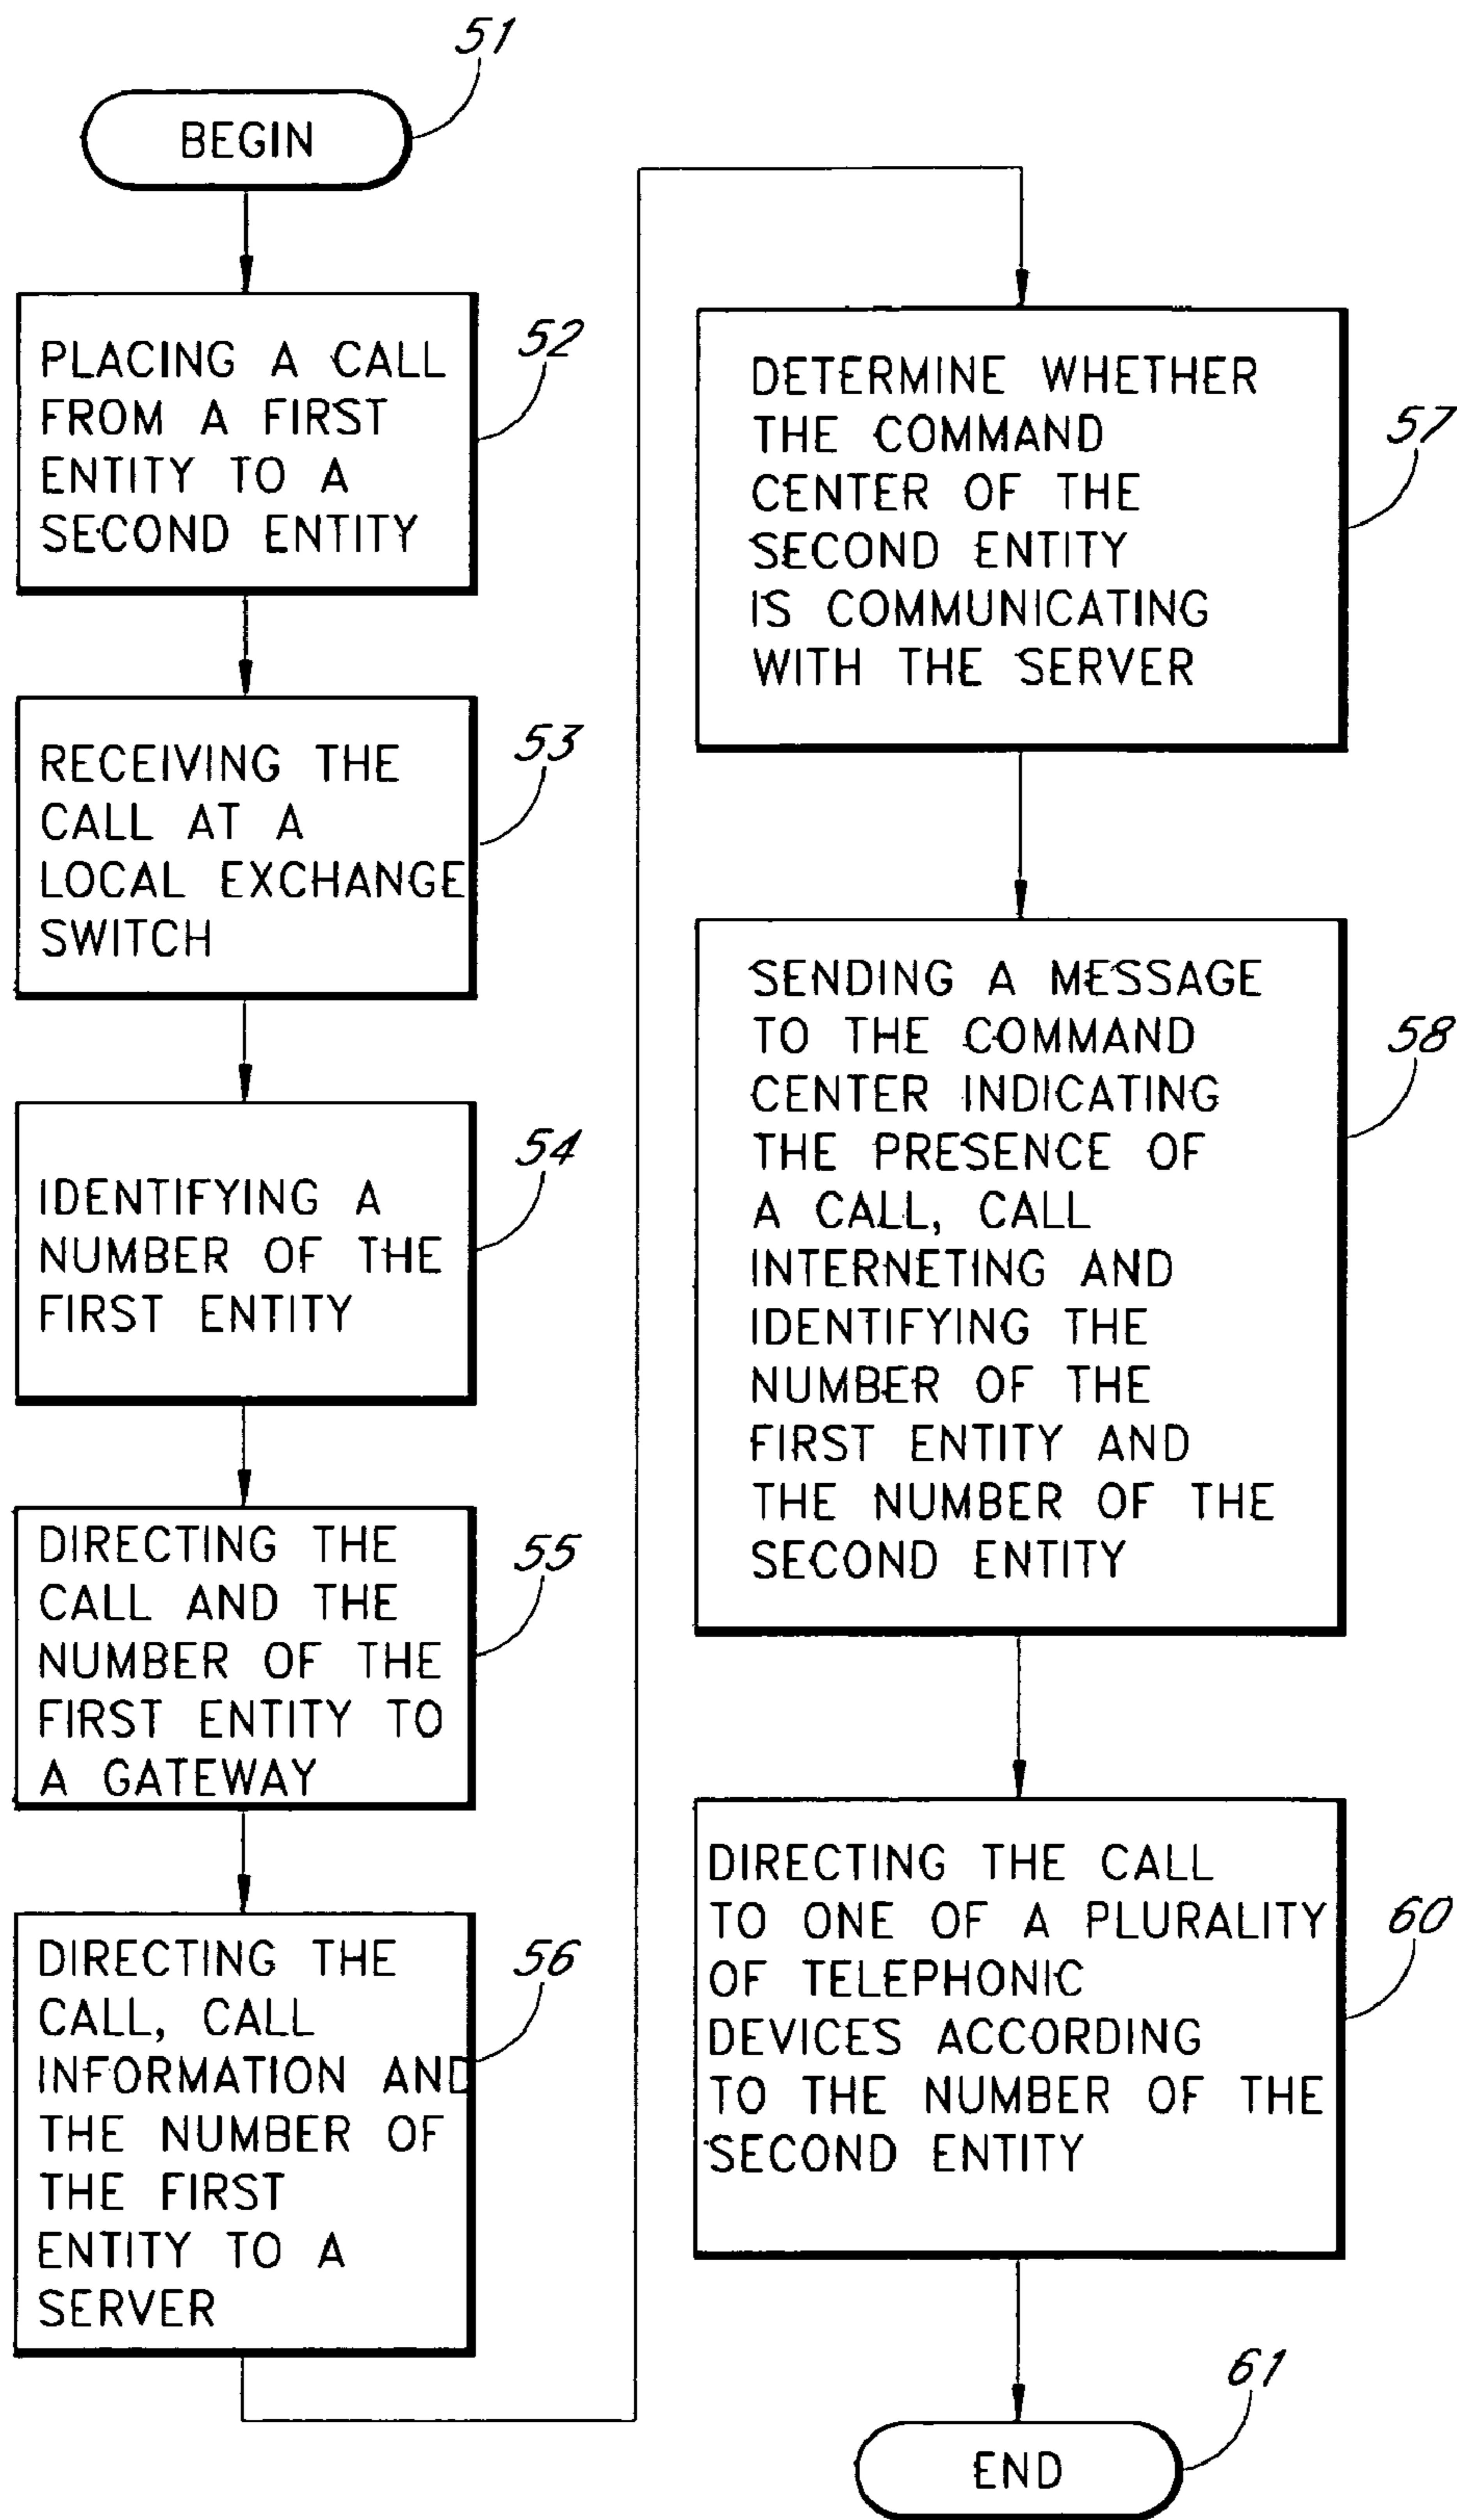 51
BEGIN
PLACING A CALL
FROM A FIRST
ENTITY TO A
SECOND ENTITY
52
RECEIVING THE
CALL AT A
LOCAL EXCHANGE
SWITCH
53
IDENTIFYING A
NUMBER OF THE
FIRST ENTITY
54
DIRECTING THE
CALL AND THE
NUMBER OF THE
FIRST ENTITY TO
A GATEWAY
55
DIRECTING THE
CALL, CALL
INFORMATION AND
THE NUMBER OF
THE FIRST
ENTITY TO A
SERVER
56
DETERMINE WHETHER
THE COMMAND
CENTER OF THE
SECOND ENTITY
IS COMMUNICATING
WITH THE SERVER
57
SENDING A MESSAGE
TO THE COMMAND
CENTER INDICATING
THE PRESENCE OF
A CALL, CALL
INTERNETING AND
IDENTIFYING THE
NUMBER OF THE
FIRST ENTITY AND
THE NUMBER OF THE
SECOND ENTITY
58
DIRECTING THE CALL
TO ONE OF A PLURALITY
OF TELEPHONIC
DEVICES ACCORDING
TO THE NUMBER OF THE
SECOND ENTITY
60
61
END